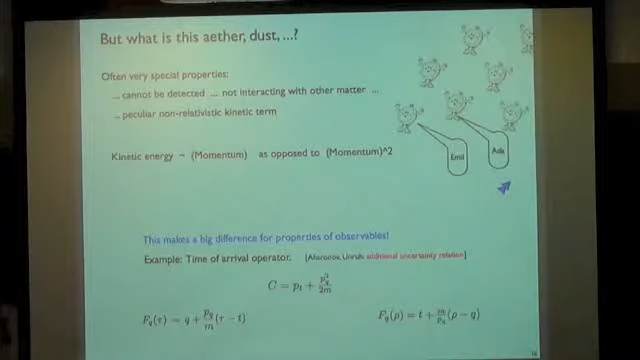 But what is this aether, dust, ...?
Often very special properties:
... cannot be detected ... not interacting with other matter ...
... peculiar non-relativistic kinetic term
Kinetic energy ~ (Momentum) as opposed to (Momentum)^2
Emil
Ada
This makes a big difference for properties of observables!
Example: Time of arrival operator. [Aharonov, Unruh: additional uncertainty relation]
C = p_t + p_q^2/2m
F_q(τ) = q + p_q/m (τ − t)
F_q(ρ) = t + m/p_q (ρ − q)